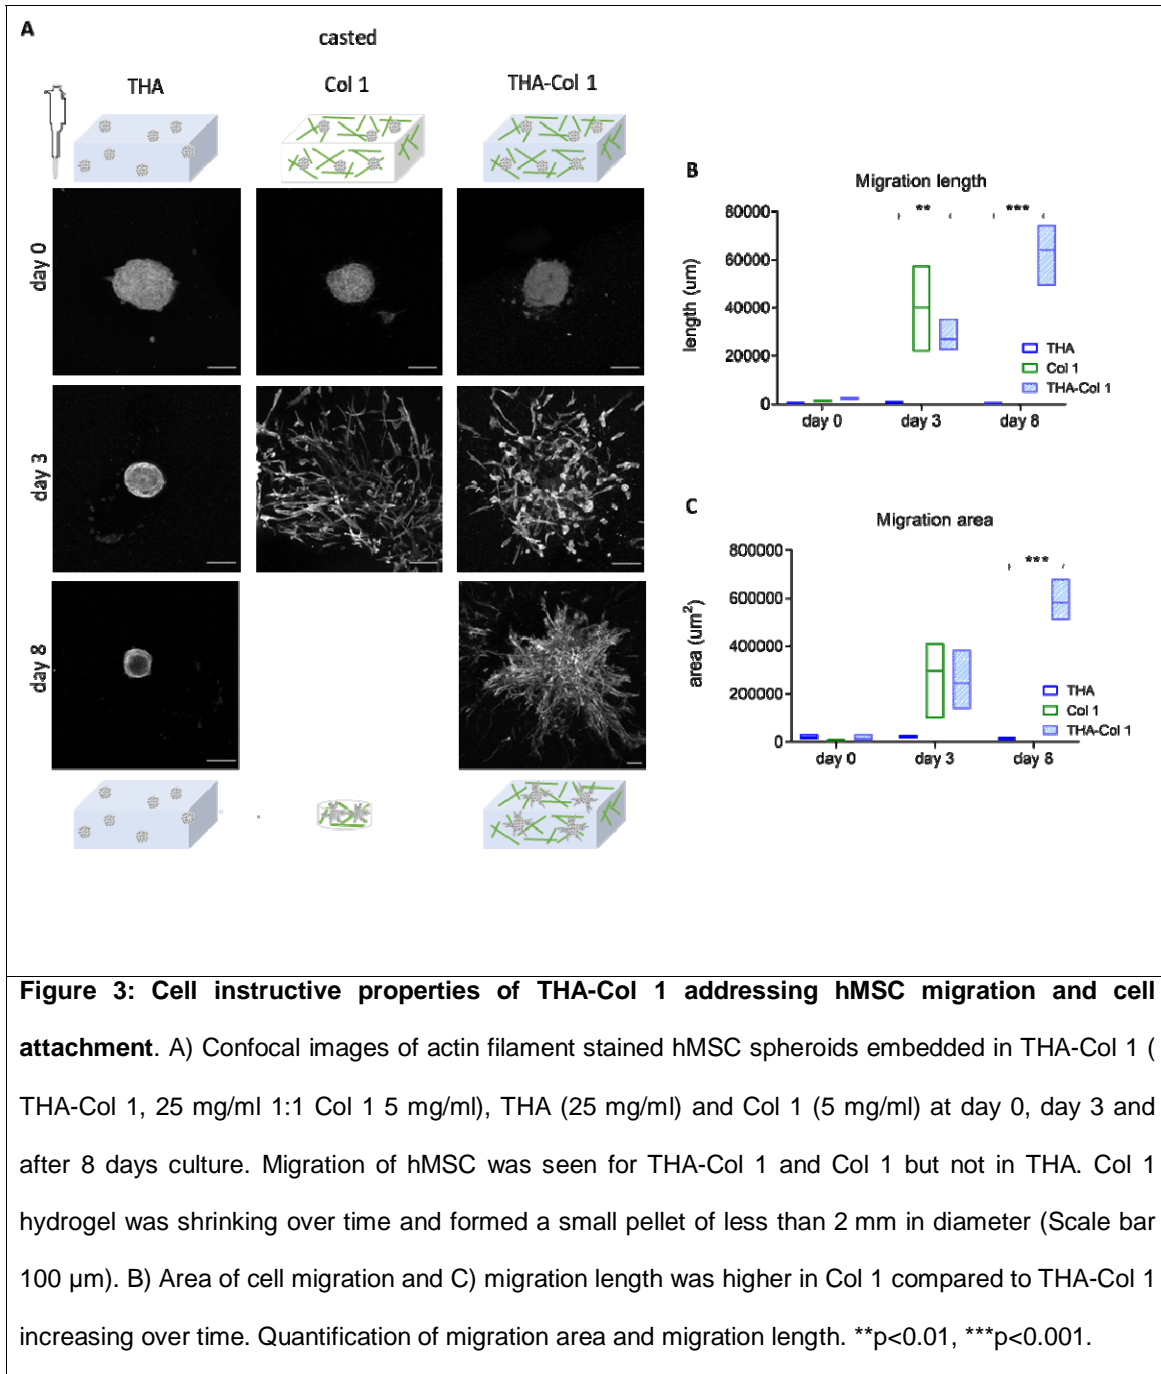 A
casted
THA
Col 1
THA-Col 1
day 0
day 3
day 8
B
Migration length
80000
60000
40000
20000
0
length (um)
** ***
THA
Col 1
THA-Col 1
day 0 day 3 day 8
C
Migration area
800000
600000
400000
200000
0
area (um²)
***
THA
Col 1
THA-Col 1
day 0 day 3 day 8
Figure 3: Cell instructive properties of THA-Col 1 addressing hMSC migration and cell
attachment. A) Confocal images of actin filament stained hMSC spheroids embedded in THA-Col 1 (
THA-Col 1, 25 mg/ml 1:1 Col 1 5 mg/ml), THA (25 mg/ml) and Col 1 (5 mg/ml) at day 0, day 3 and
after 8 days culture. Migration of hMSC was seen for THA-Col 1 and Col 1 but not in THA. Col 1
hydrogel was shrinking over time and formed a small pellet of less than 2 mm in diameter (Scale bar
100 µm). B) Area of cell migration and C) migration length was higher in Col 1 compared to THA-Col 1
increasing over time. Quantification of migration area and migration length. **p<0.01, ***p<0.001.